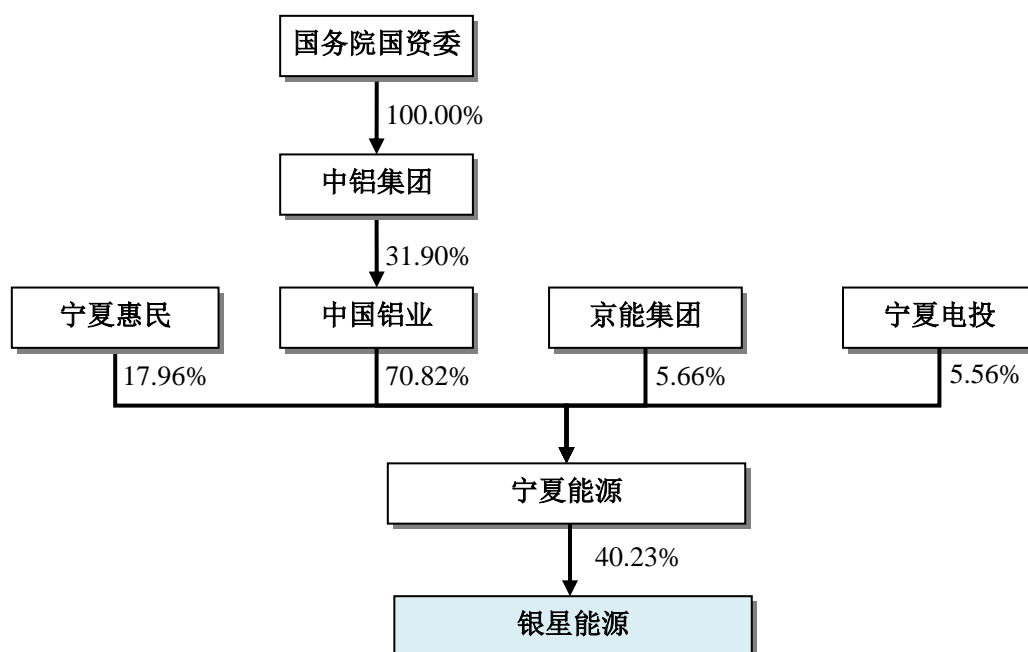 国务院国资委
100.00%
中铝集团
31.90%
宁夏惠民
中国铝业
京能集团
宁夏电投
17.96%
70.82%
5.66%
5.56%
宁夏能源
40.23%
银星能源